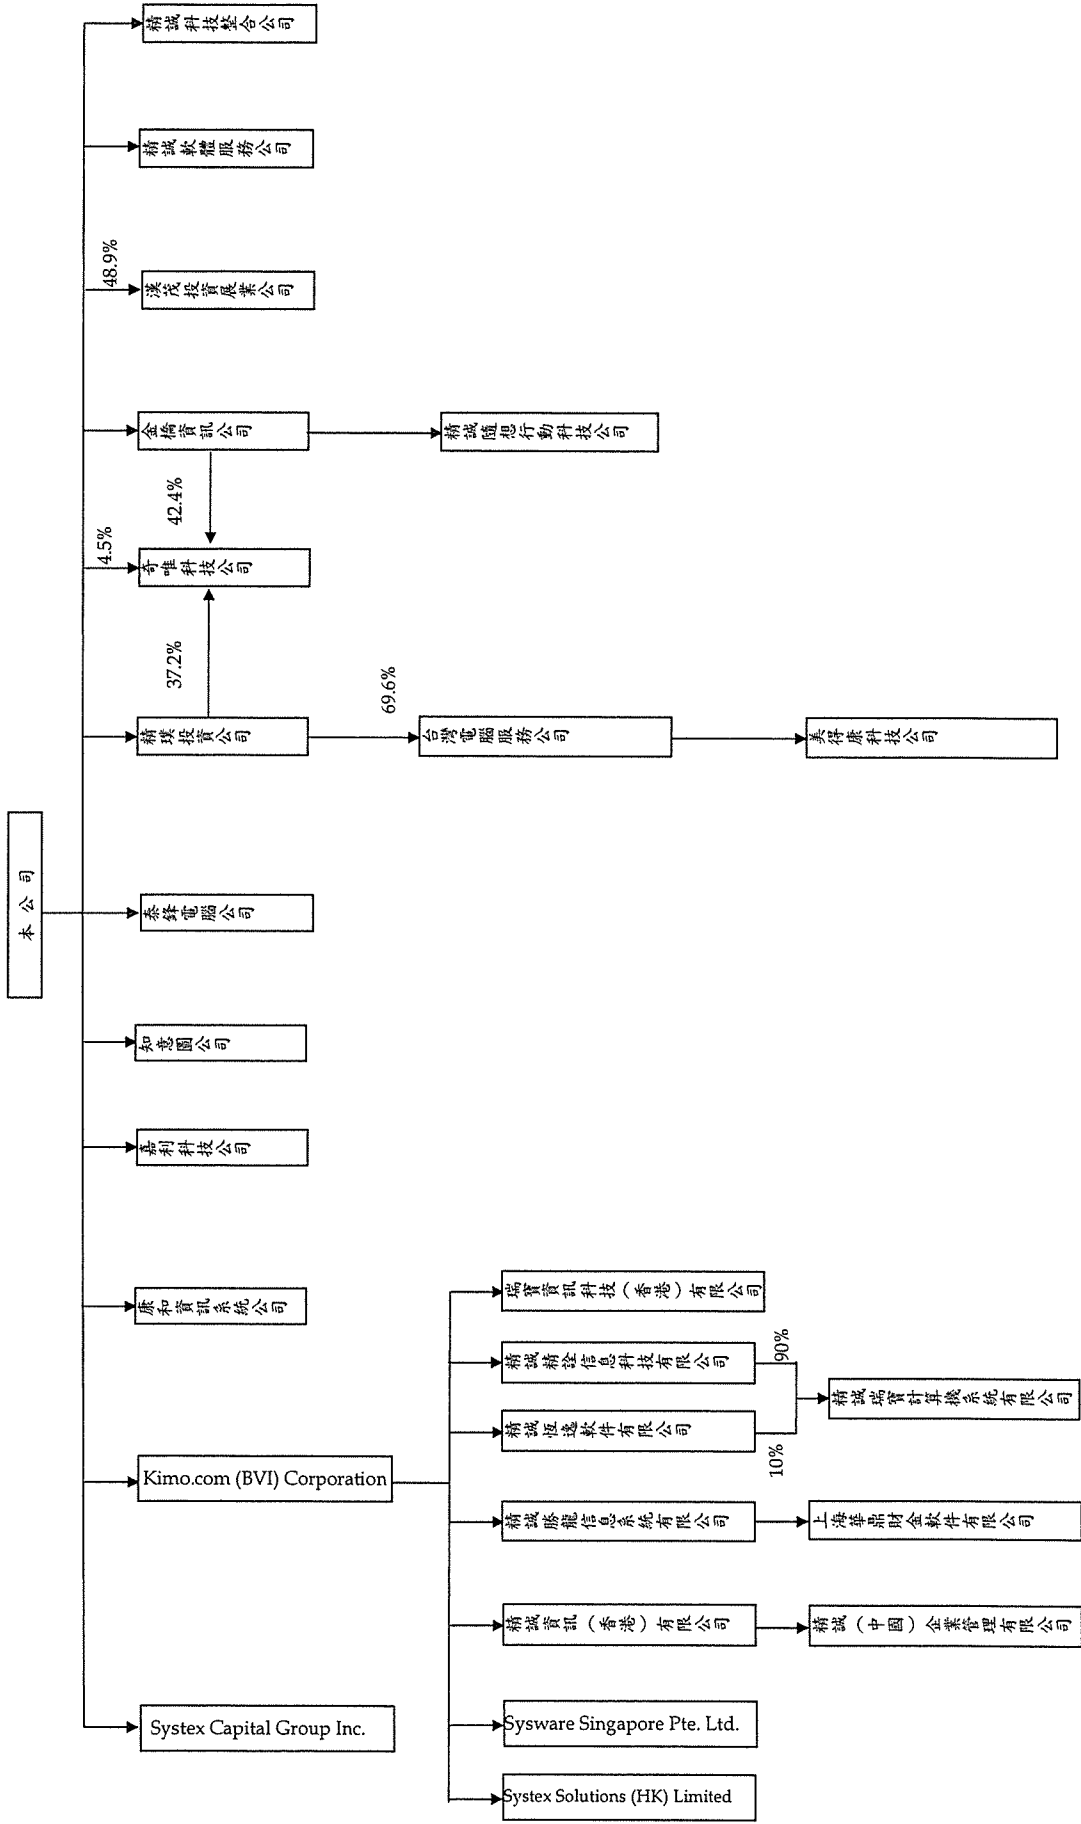 本公司
精誠科技整合公司
精誠軟體服務公司
48.9%
漢茂投資展業公司
金橋資訊公司
精誠隨想行動科技公司
42.4%
4.5%
奇唯科技公司
37.2%
精璞投資公司
69.6%
台灣電腦服務公司
美得康科技公司
泰鋒電腦公司
知意圖公司
嘉利科技公司
康和資訊系統公司
Kimo.com (BVI) Corporation
瑞寶資訊科技(香港)有限公司
精誠精詮信息科技有限公司
90%
精誠恆逸軟件有限公司
10%
精誠瑞寶計算機系統有限公司
精誠勝龍信息系統有限公司
上海華鼎財金軟件有限公司
精誠資訊(香港)有限公司
精誠(中國)企業管理有限公司
Sysware Singapore Pte. Ltd.
Systex Solutions (HK) Limited
Systex Capital Group Inc.